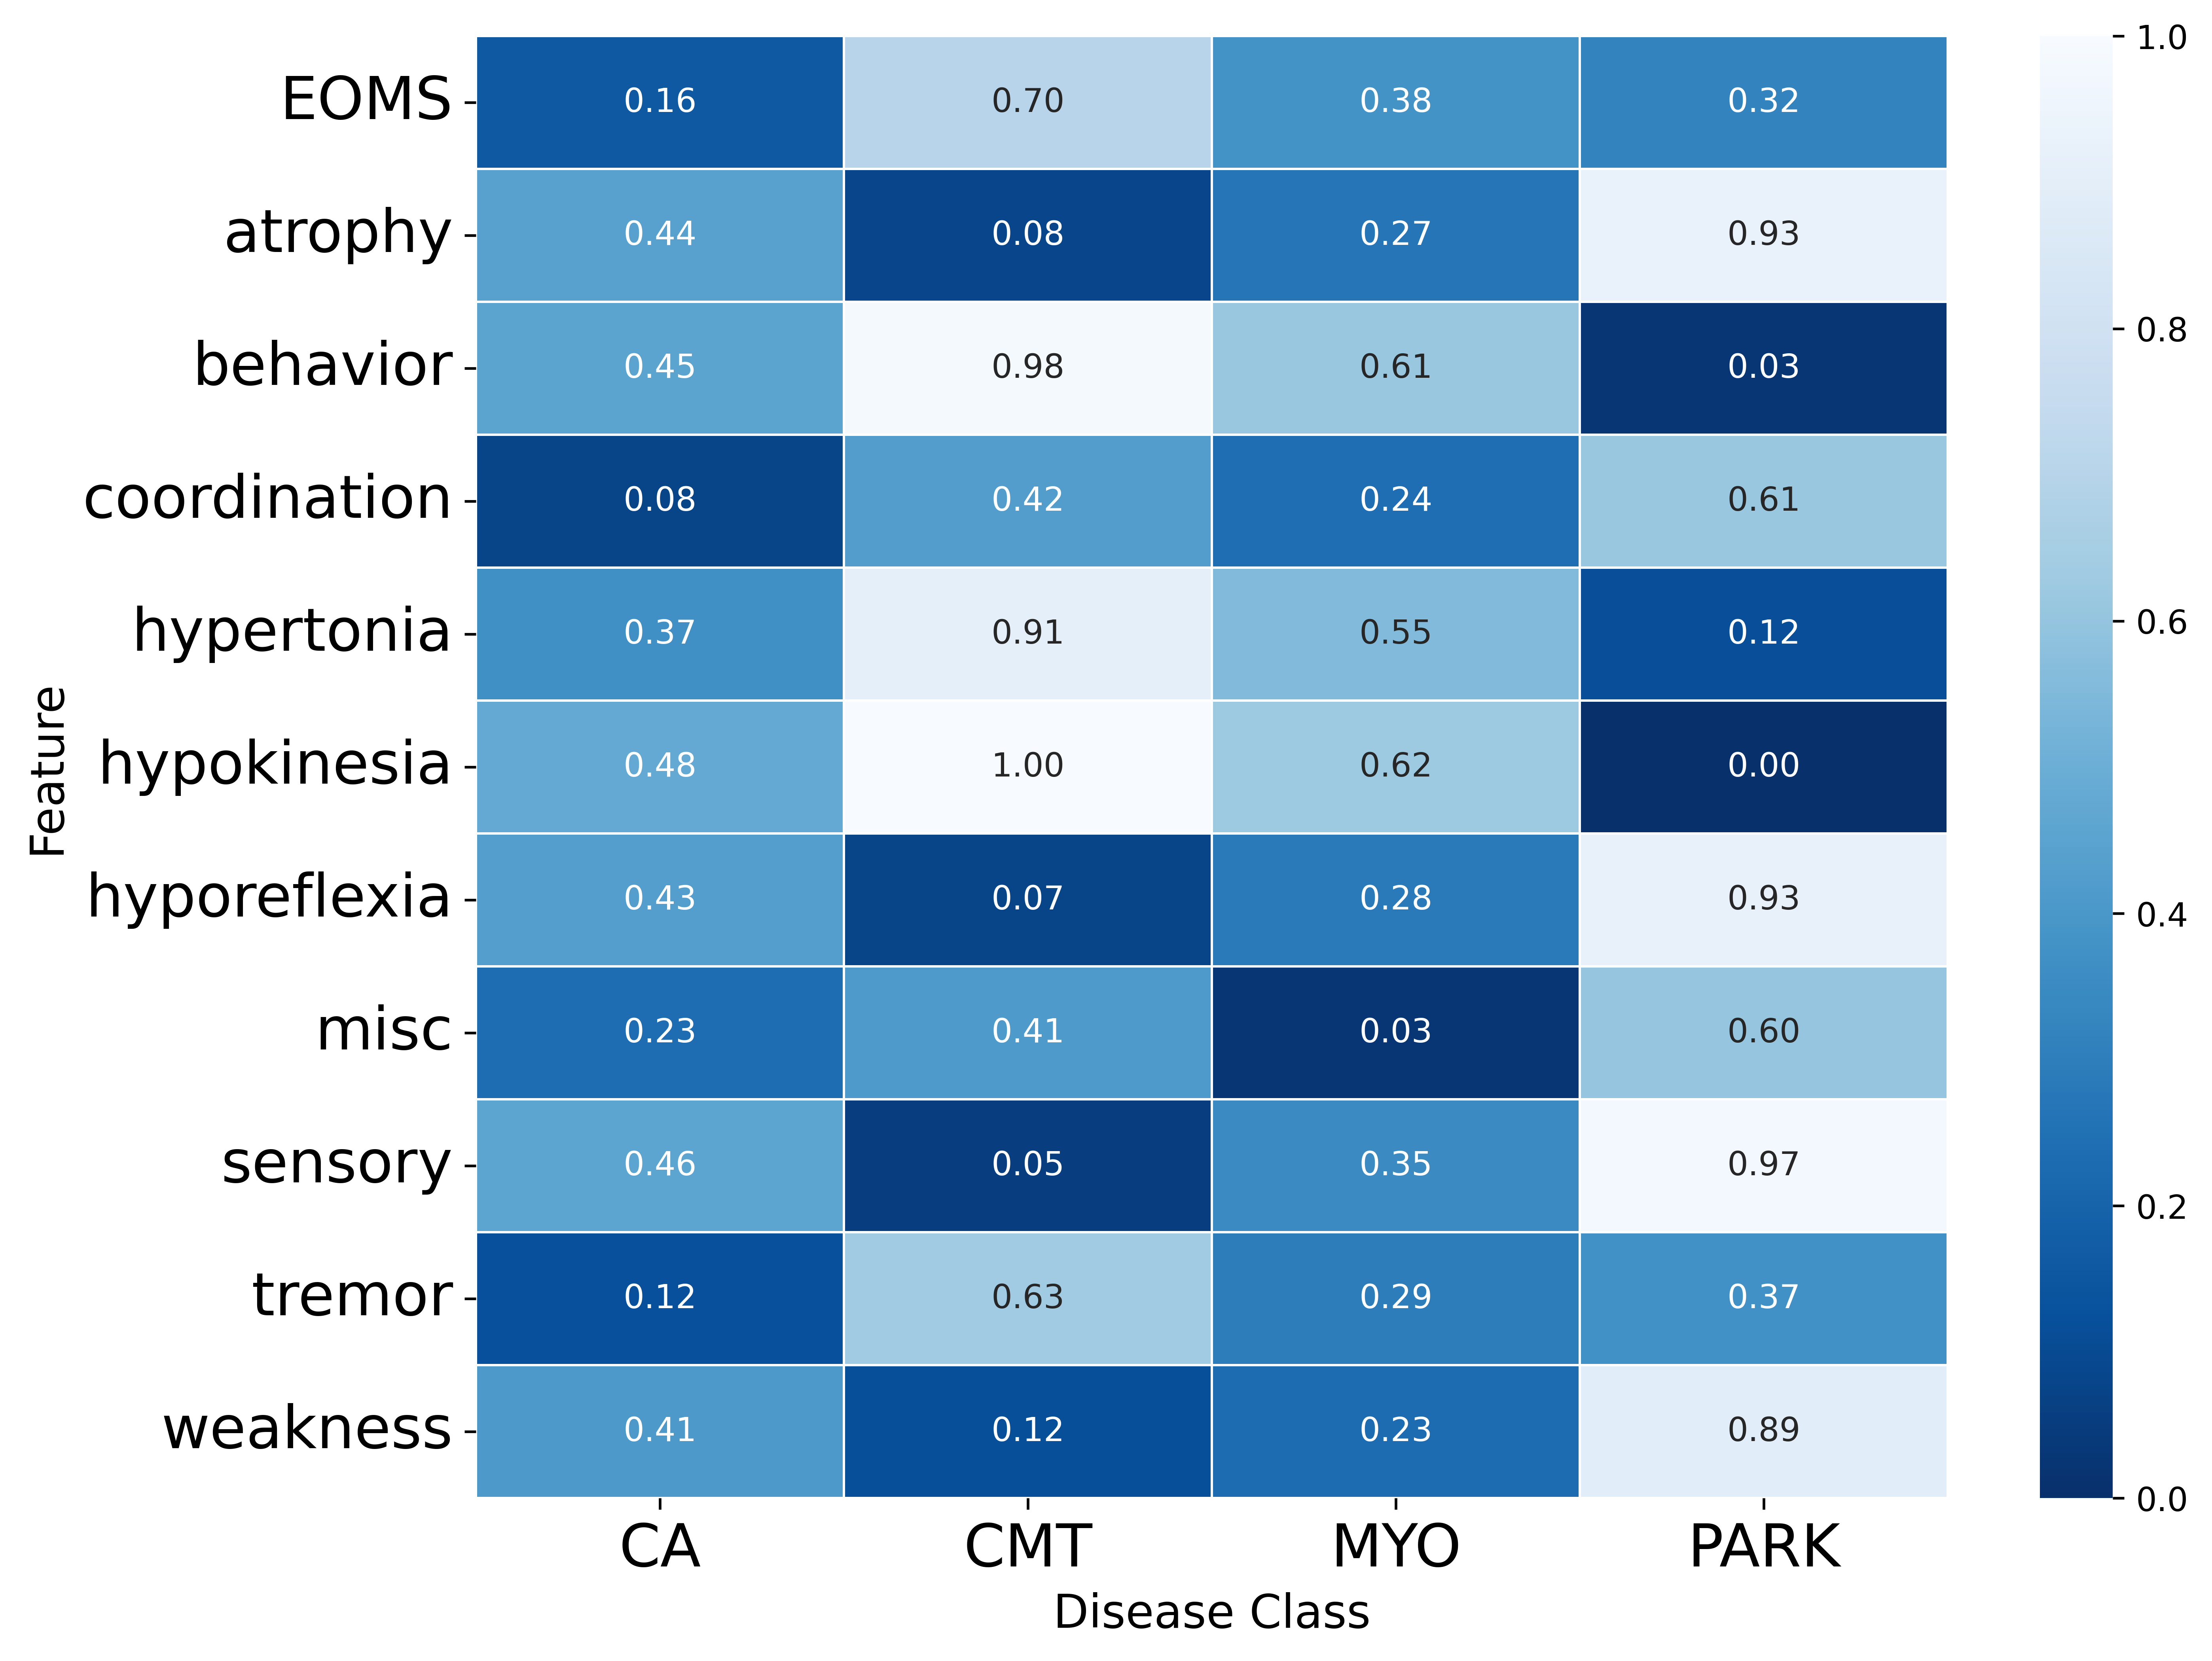 EOMS 0.16 0.70 0.38 0.32
atrophy 0.44 0.08 0.27 0.93
behavior 0.45 0.98 0.61 0.03
coordination 0.08 0.42 0.24 0.61
hypertonia 0.37 0.91 0.55 0.12
hypokinesia 0.48 1.00 0.62 0.00
hyporeflexia 0.43 0.07 0.28 0.93
misc 0.23 0.41 0.03 0.60
sensory 0.46 0.05 0.35 0.97
tremor 0.12 0.63 0.29 0.37
weakness 0.41 0.12 0.23 0.89
CA CMT MYO PARK
Disease Class
Feature
1.0
0.8
0.6
0.4
0.2
0.0